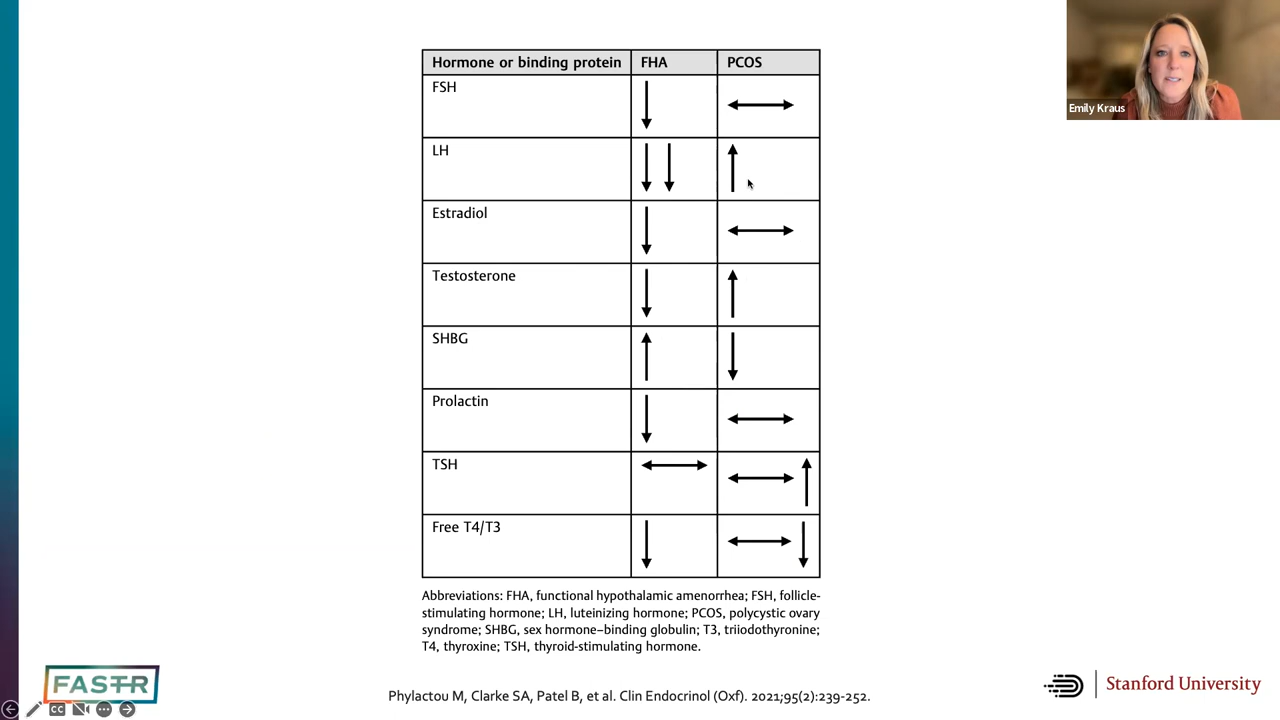 Hormone or binding protein FHA PCOS
FSH
LH
Estradiol
Testosterone
SHBG
Prolactin
TSH
Free T4/T3
Abbreviations: FHA, functional hypothalamic amenorrhea; FSH, follicle-
stimulating hormone; LH, luteinizing hormone; PCOS, polycystic ovary
syndrome; SHBG, sex hormone–binding globulin; T3, triiodothyronine;
T4, thyroxine; TSH, thyroid-stimulating hormone.
Phylactou M, Clarke SA, Patel B, et al. Clin Endocrinol (Oxf). 2021;95(2):239-252.
Emily Kraus
FASTR
Stanford University
CC